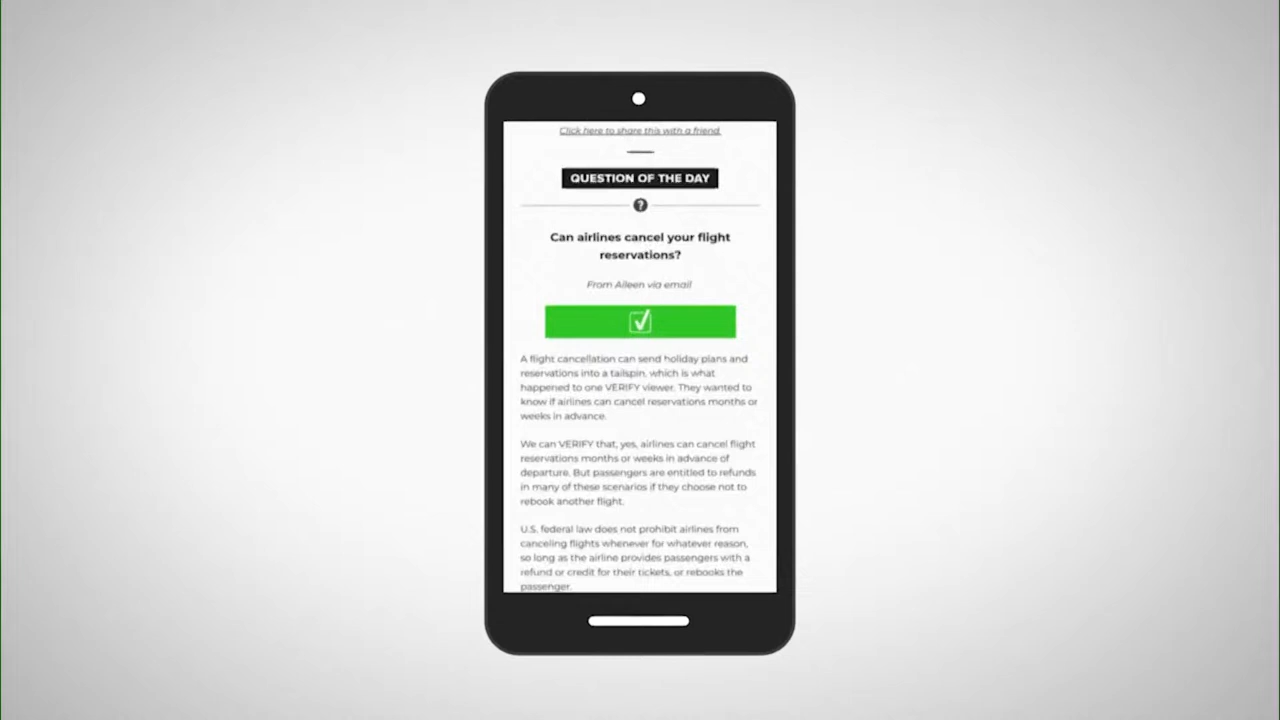 Click here to share this with a friend.
QUESTION OF THE DAY
?
Can airlines cancel your flight
reservations?
From Aileen via email
A flight cancellation can send holiday plans and
reservations into a tailspin, which is what
happened to one VERIFY viewer. They wanted to
know if airlines can cancel reservations months or
weeks in advance.
We can VERIFY that, yes, airlines can cancel flight
reservations months or weeks in advance of
departure. But passengers are entitled to refunds
in many of these scenarios if they choose not to
rebook another flight.
U.S. federal law does not prohibit airlines from
canceling flights whenever for whatever reason,
so long as the airline provides passengers with a
refund or credit for their tickets, or rebooks the
passenger.